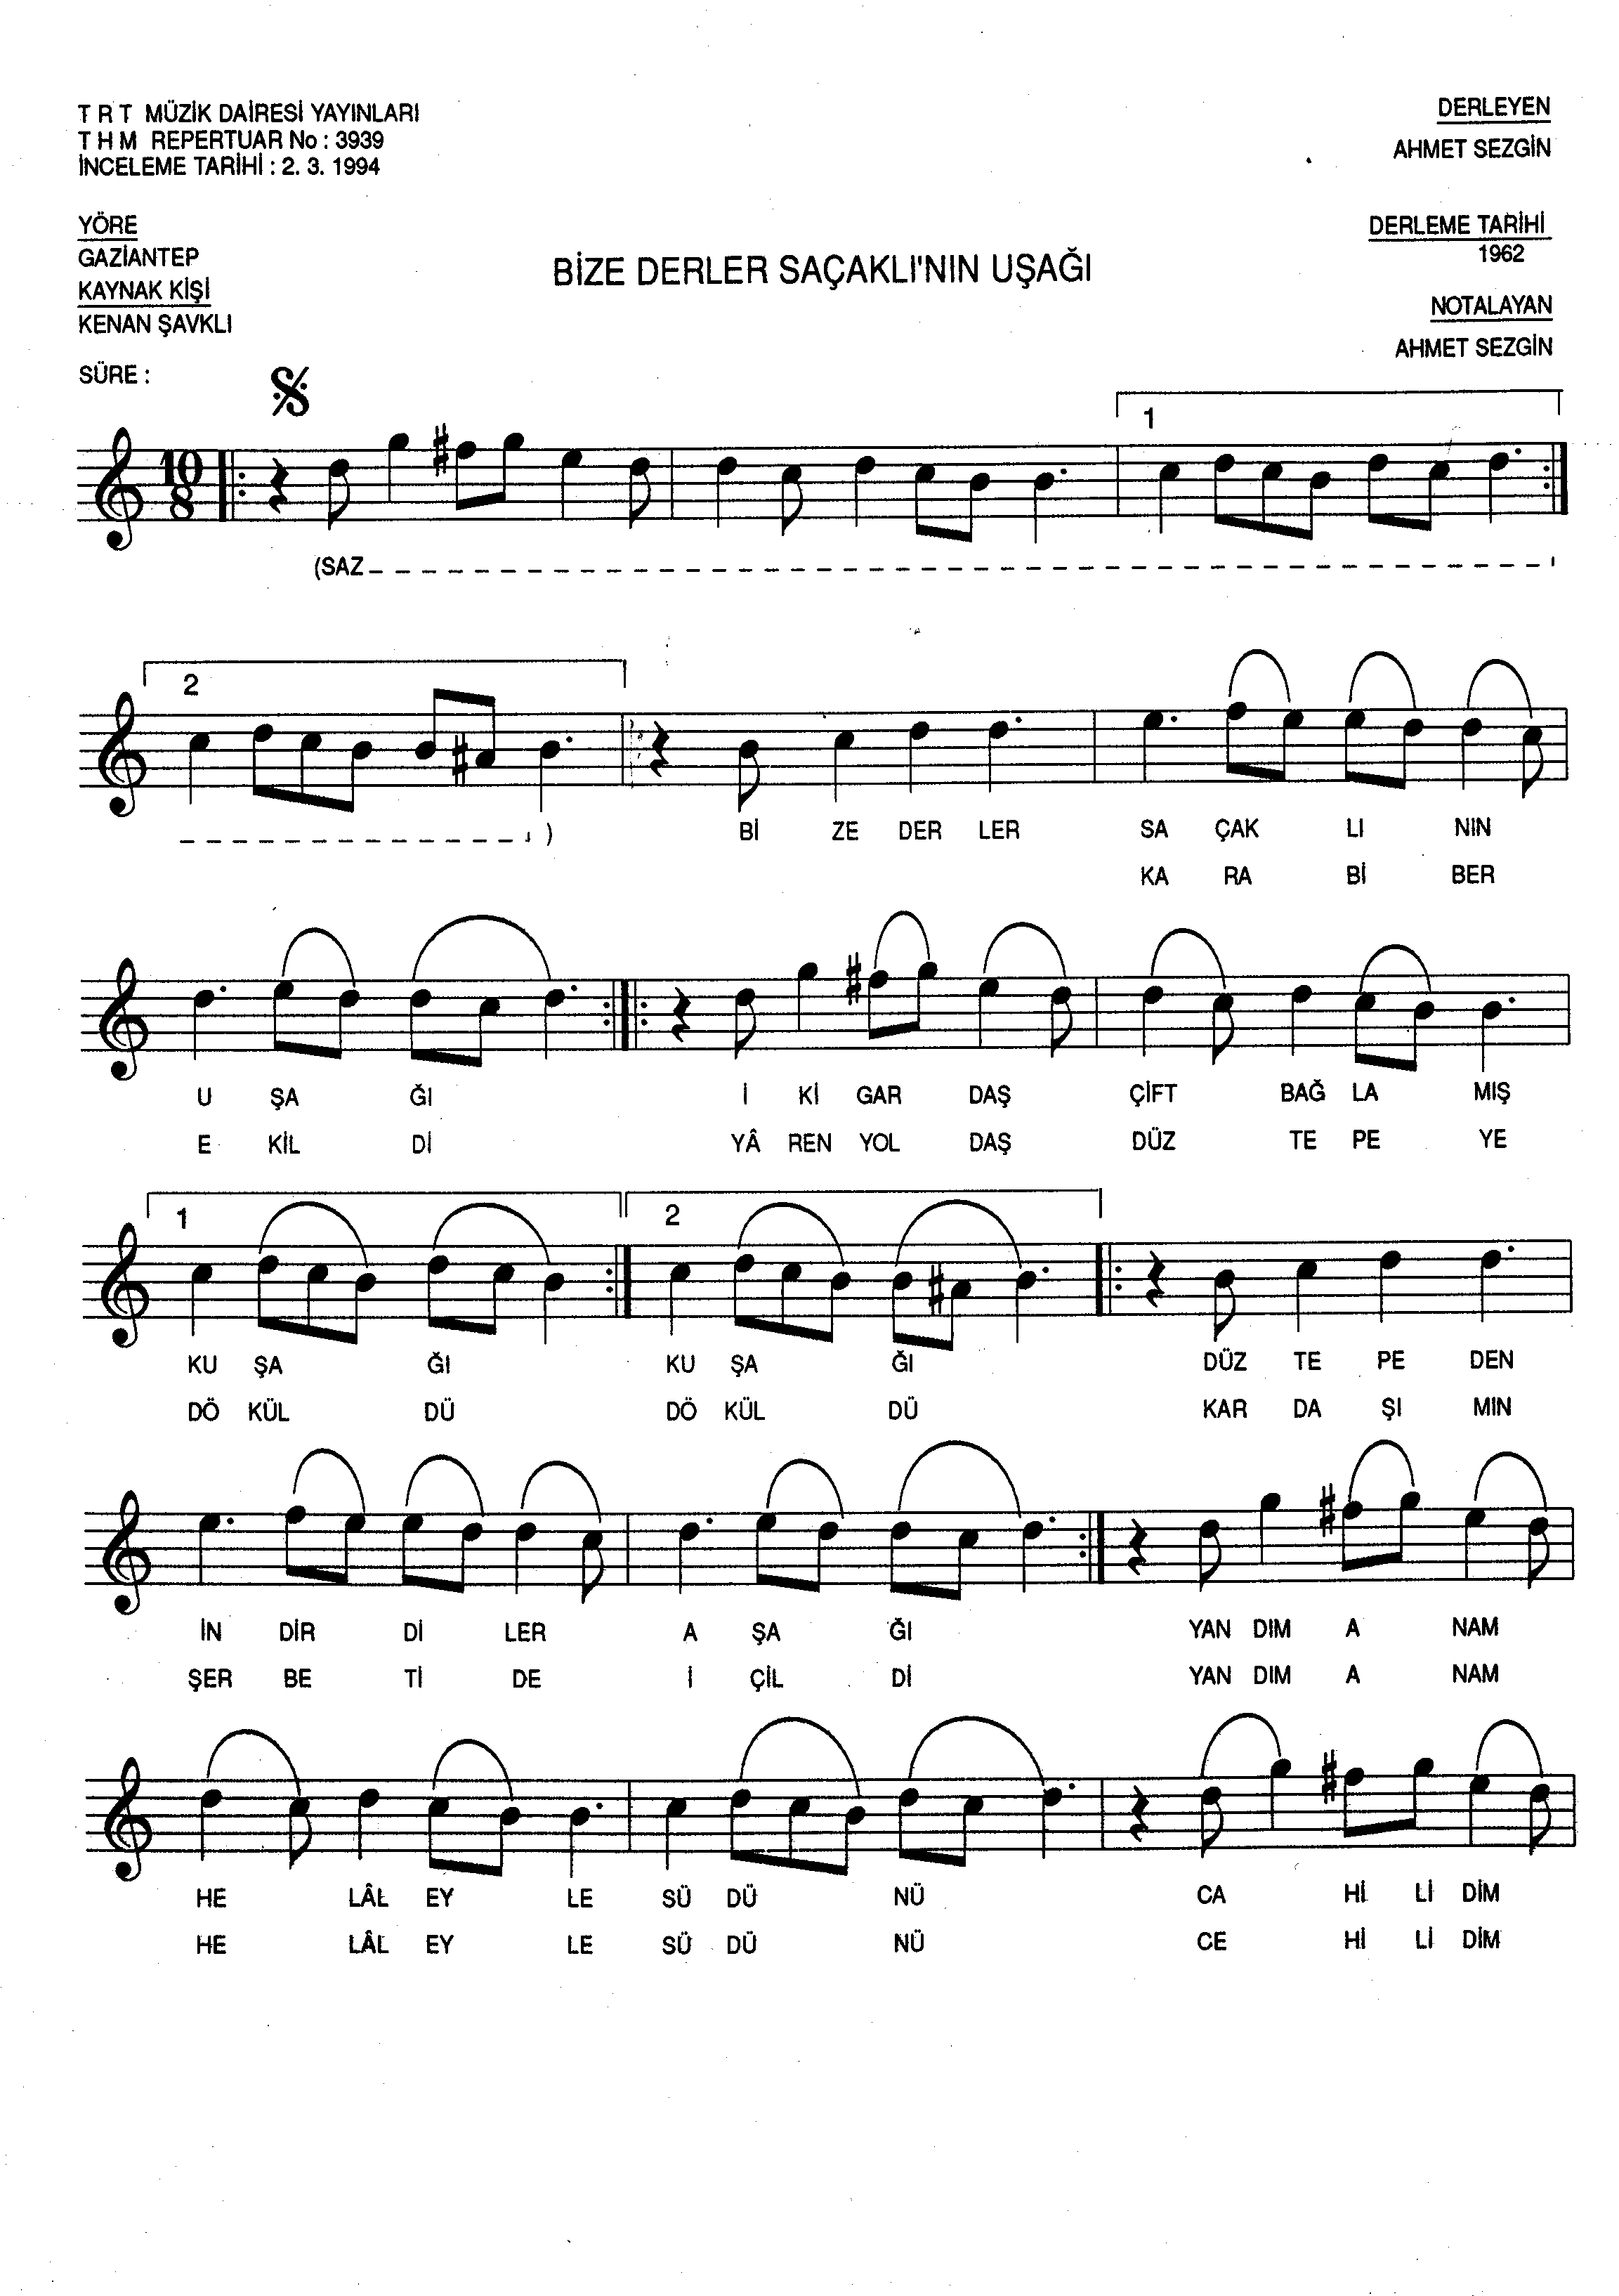 T R T MÜZİK DAİRESİ YAYINLARI
T H M REPERTUAR No : 3939
İNCELEME TARİHİ : 2. 3. 1994
DERLEYEN
AHMET SEZGİN
YÖRE
GAZİANTEP
KAYNAK KİŞİ
KENAN ŞAVKLI
SÜRE :
BİZE DERLER SAÇAKLI'NIN UŞAĞI
DERLEME TARİHİ
1962
NOTALAYAN
AHMET SEZGİN
10
8
1
(SAZ
2
)
Bİ ZE DER LER SA ÇAK LI NIN
KA RA Bİ BER
U ŞA ĞI İ Kİ GAR DAŞ ÇİFT BAĞ LA MIŞ
E KİL Dİ YÂ REN YOL DAŞ DÜZ TE PE YE
1 2
KU ŞA ĞI KU ŞA ĞI DÜZ TE PE DEN
DÖ KÜL DÜ DÖ KÜL DÜ KAR DA ŞI MIN
İN DİR Dİ LER A ŞA ĞI YAN DIM A NAM
ŞER BE Tİ DE İ ÇİL Dİ YAN DIM A NAM
HE LÂL EY LE SÜ DÜ NÜ CA Hİ Lİ DİM
HE LÂL EY LE SÜ DÜ NÜ CE Hİ Lİ DİM